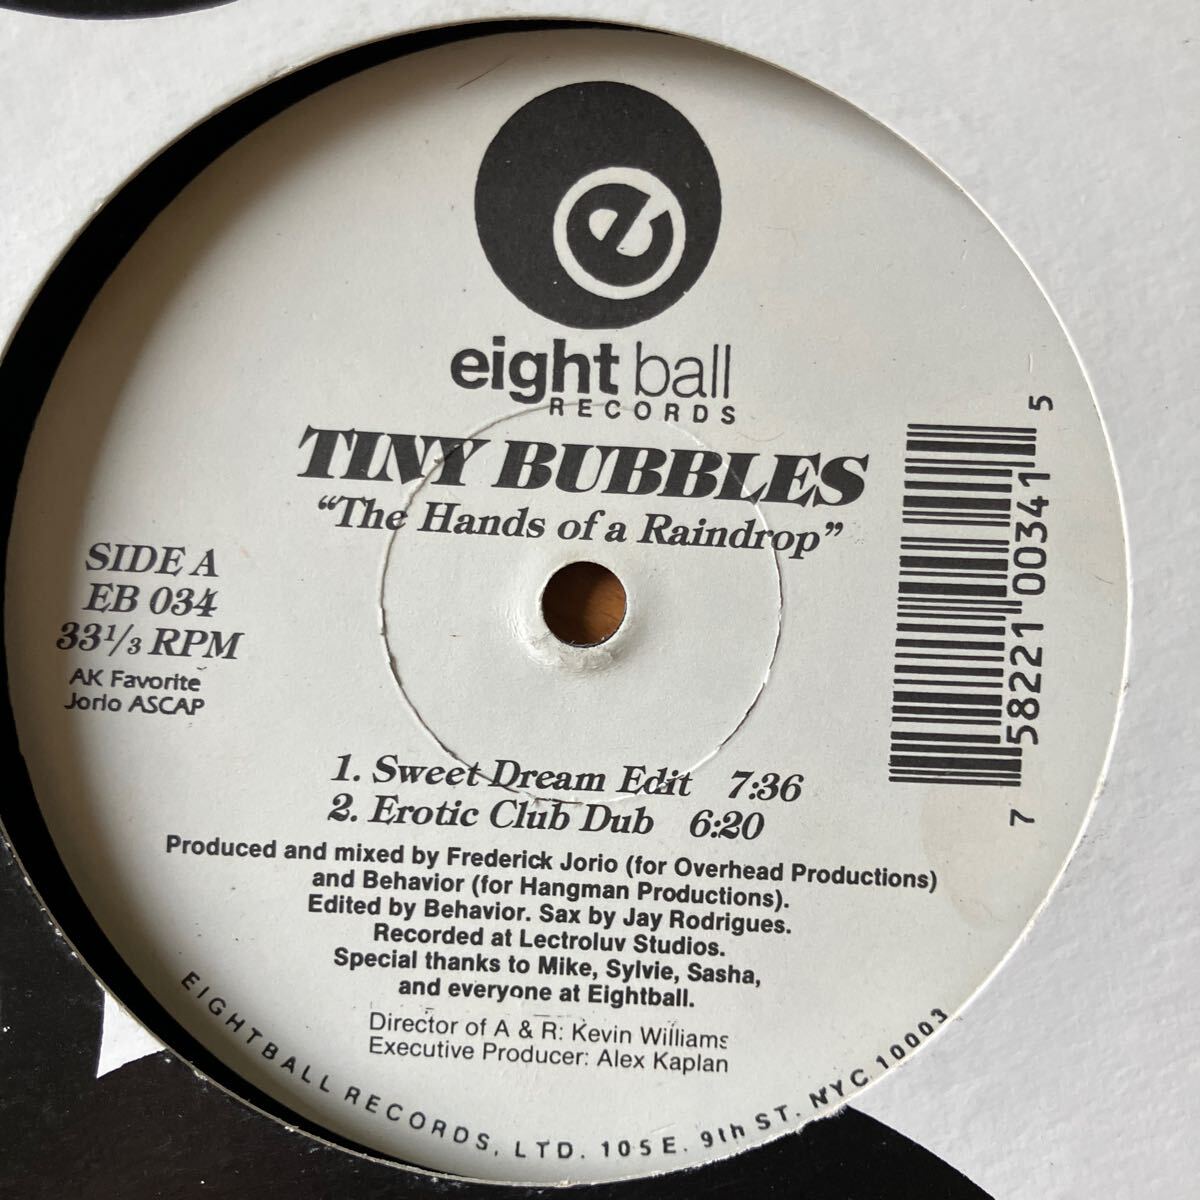 e
eight ball
RECORDS
TINY BUBBLES
“The Hands of a Raindrop”
SIDE A
EB 034
33 1/3 RPM
AK Favorite
Jorio ASCAP
7 58221 00341 5
1. Sweet Dream Edit 7:36
2. Erotic Club Dub 6:20
Produced and mixed by Frederick Jorio (for Overhead Productions)
and Behavior (for Hangman Productions).
Edited by Behavior. Sax by Jay Rodrigues.
Recorded at Lectroluv Studios.
Special thanks to Mike, Sylvie, Sasha,
and everyone at Eightball.
Director of A & R: Kevin Williams
Executive Producer: Alex Kaplan
EIGHTBALL RECORDS, LTD. 105 E. 9th ST. NYC 10003